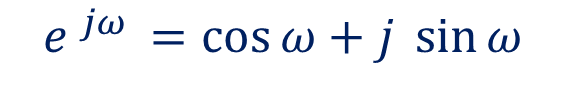 e^{jω} = cos ω + j sin ω